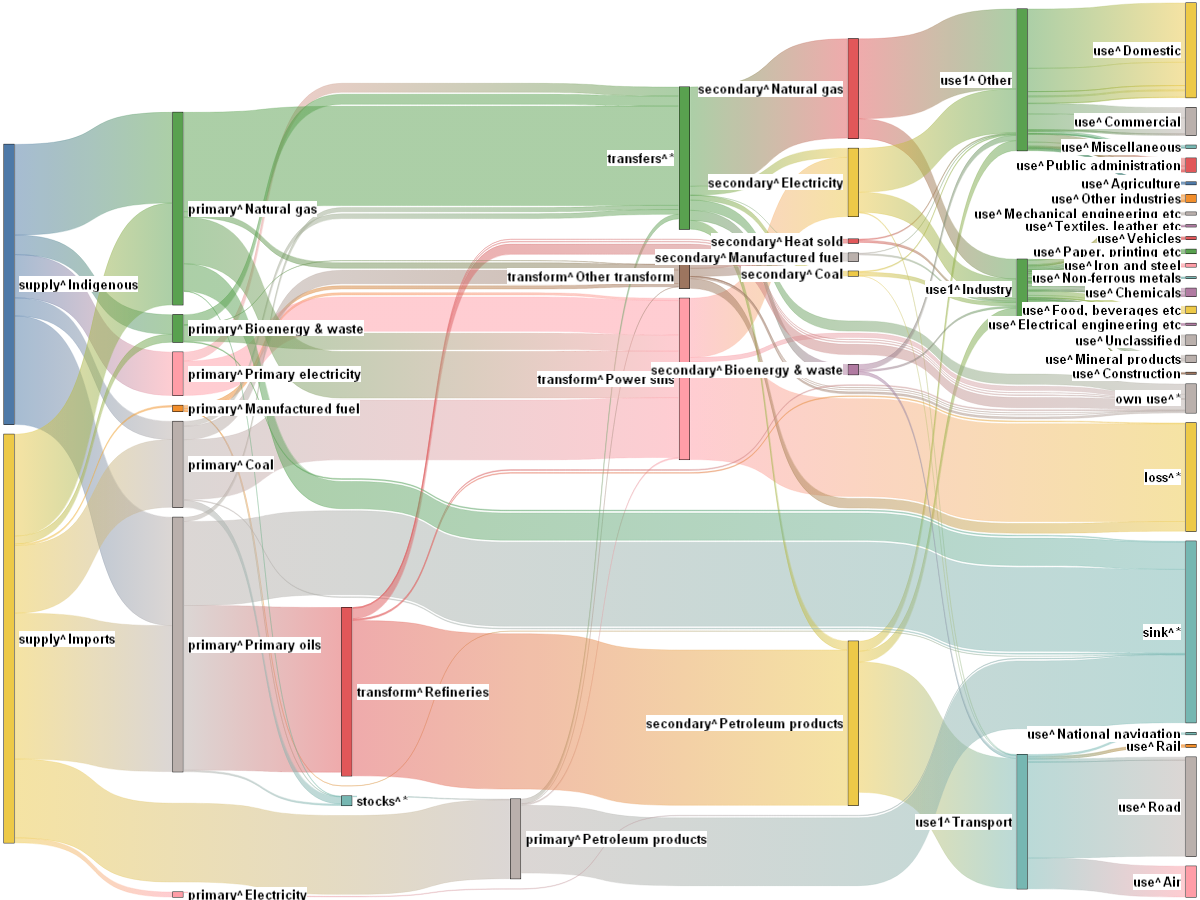 supply^Indigenous
supply^Imports
primary^Natural gas
primary^Bioenergy & waste
primary^Primary electricity
primary^Manufactured fuel
primary^Coal
primary^Primary oils
primary^Electricity
transform^Refineries
stocks^*
primary^Petroleum products
transfers^*
transform^Other transform
transform^Power
secondary^Natural gas
secondary^Electricity
secondary^Heat sold
secondary^Manufactured fuel
secondary^Coal
secondary^Bioenergy & waste
secondary^Petroleum products
use1^Other
use1^Industry
use1^Transport
use^Domestic
use^Commercial
use^Miscellaneous
use^Public administration
use^Agriculture
use^Other industries
use^Mechanical engineering etc
use^Textiles, leather etc
use^Vehicles
use^Paper, printing etc
use^Iron and steel
use^Non-ferrous metals
use^Chemicals
use^Food, beverages etc
use^Electrical engineering etc
use^Unclassified
use^Mineral products
use^Construction
own use^*
loss^*
sink^*
use^National navigation
use^Rail
use^Road
use^Air